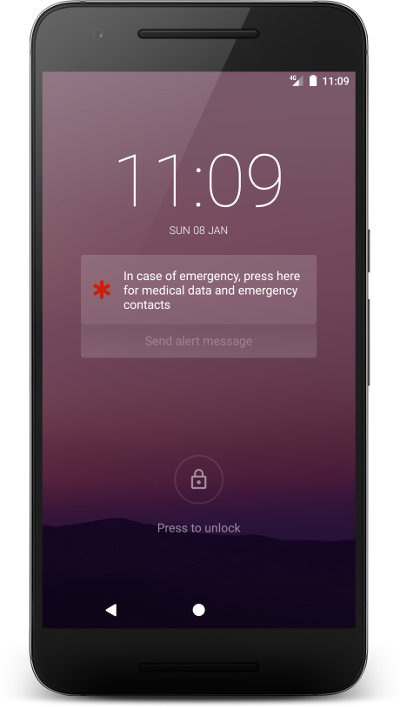 4G 11:09
11:09
SUN 08 JAN
In case of emergency, press here
for medical data and emergency
contacts
Send alert message
Press to unlock